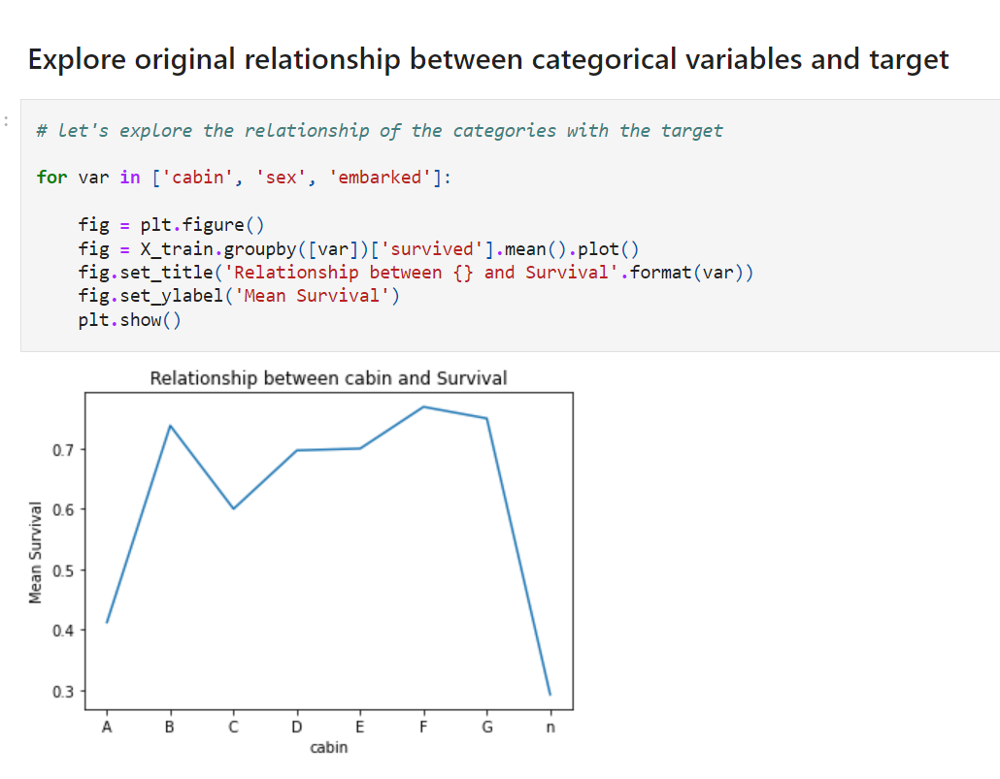 Explore original relationship between categorical variables and target
:
# let's explore the relationship of the categories with the target
for var in ['cabin', 'sex', 'embarked']:
fig = plt.figure()
fig = X_train.groupby([var])['survived'].mean().plot()
fig.set_title('Relationship between {} and Survival'.format(var))
fig.set_ylabel('Mean Survival')
plt.show()
Relationship between cabin and Survival
Mean Survival
0.7
0.6
0.5
0.4
0.3
A B C D E F G n
cabin